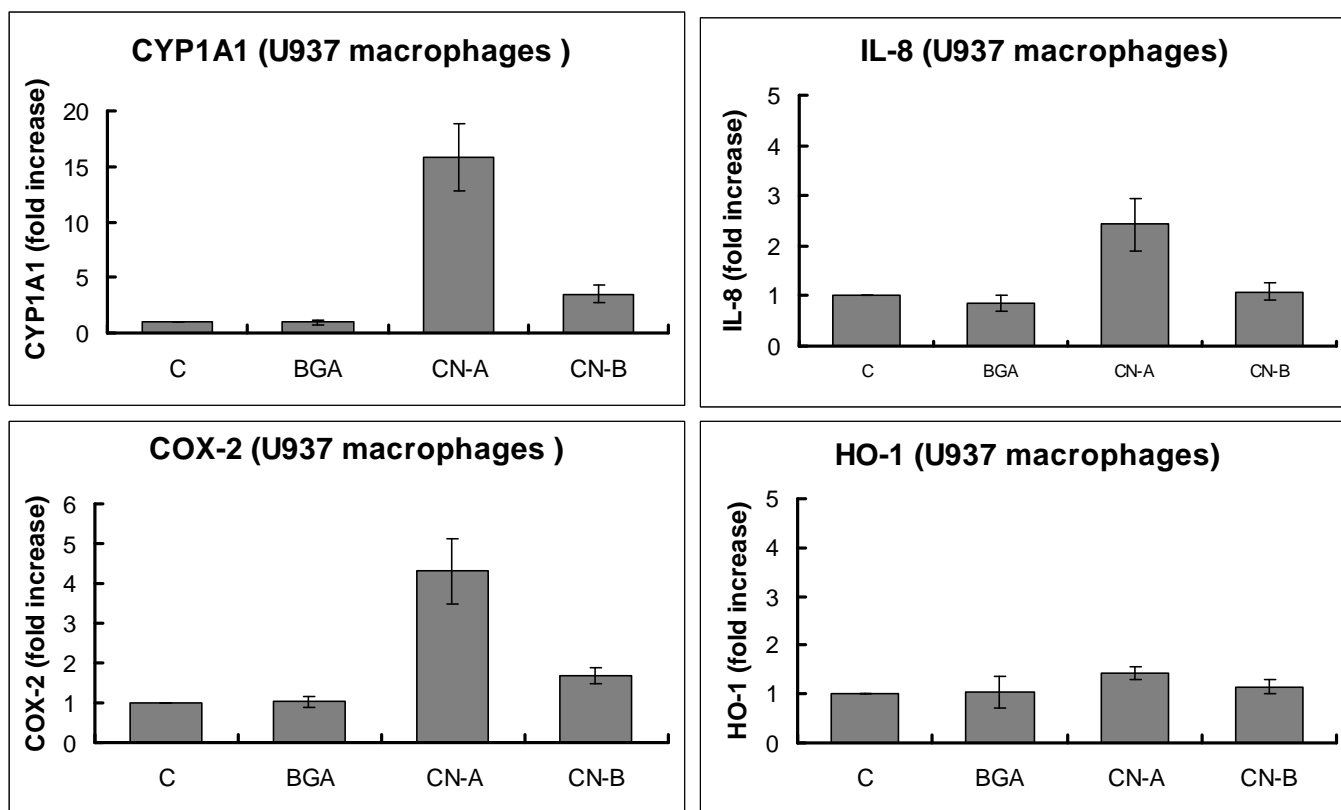 CYP1A1 (U937 macrophages )
CYP1A1 (fold increase)
20
15
10
5
0
C BGA CN-A CN-B
IL-8 (U937 macrophages)
IL-8 (fold increase)
5
4
3
2
1
0
C BGA CN-A CN-B
COX-2 (U937 macrophages )
COX-2 (fold increase)
6
5
4
3
2
1
0
C BGA CN-A CN-B
HO-1 (U937 macrophages)
HO-1 (fold increase)
5
4
3
2
1
0
C BGA CN-A CN-B